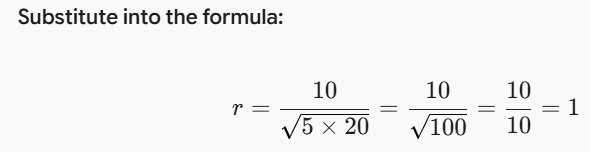 Substitute into the formula:
r = 10/√(5 × 20) = 10/√100 = 10/10 = 1